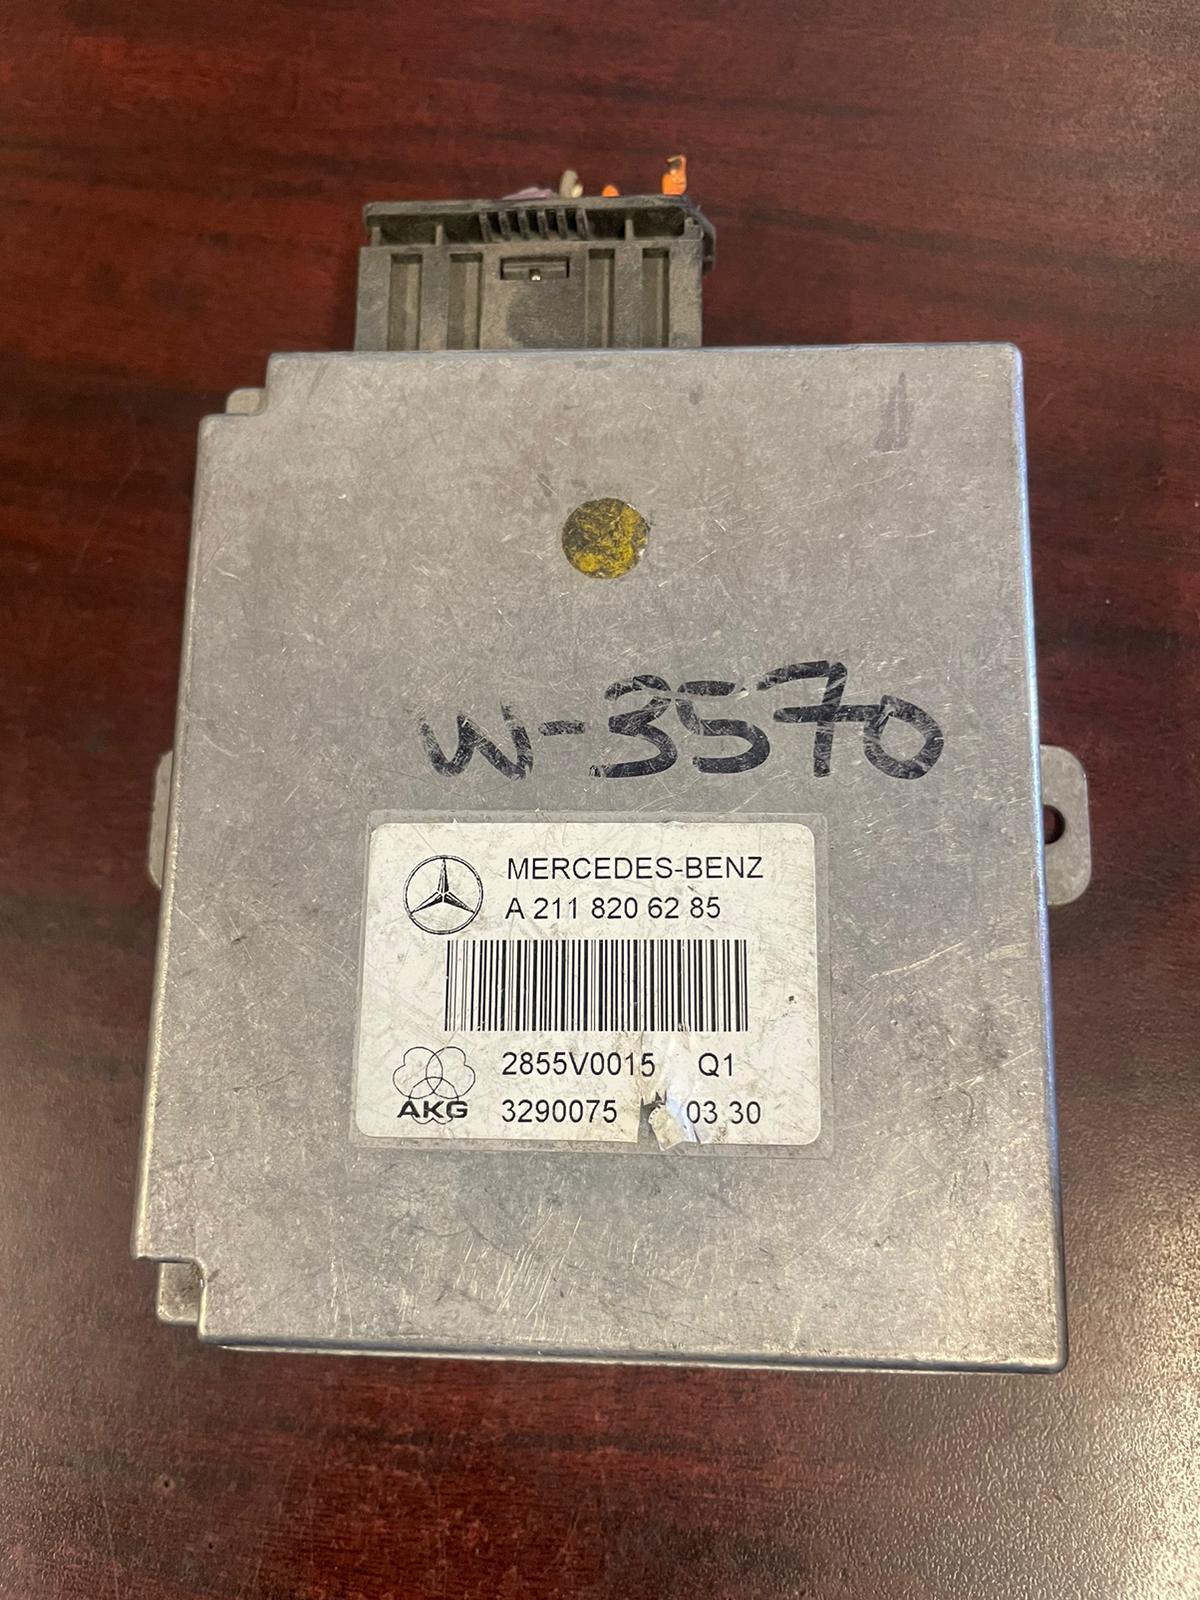 W-3570
MERCEDES-BENZ
A 211 820 62 85
2855V0015 Q1
AKG
3290075 03 30